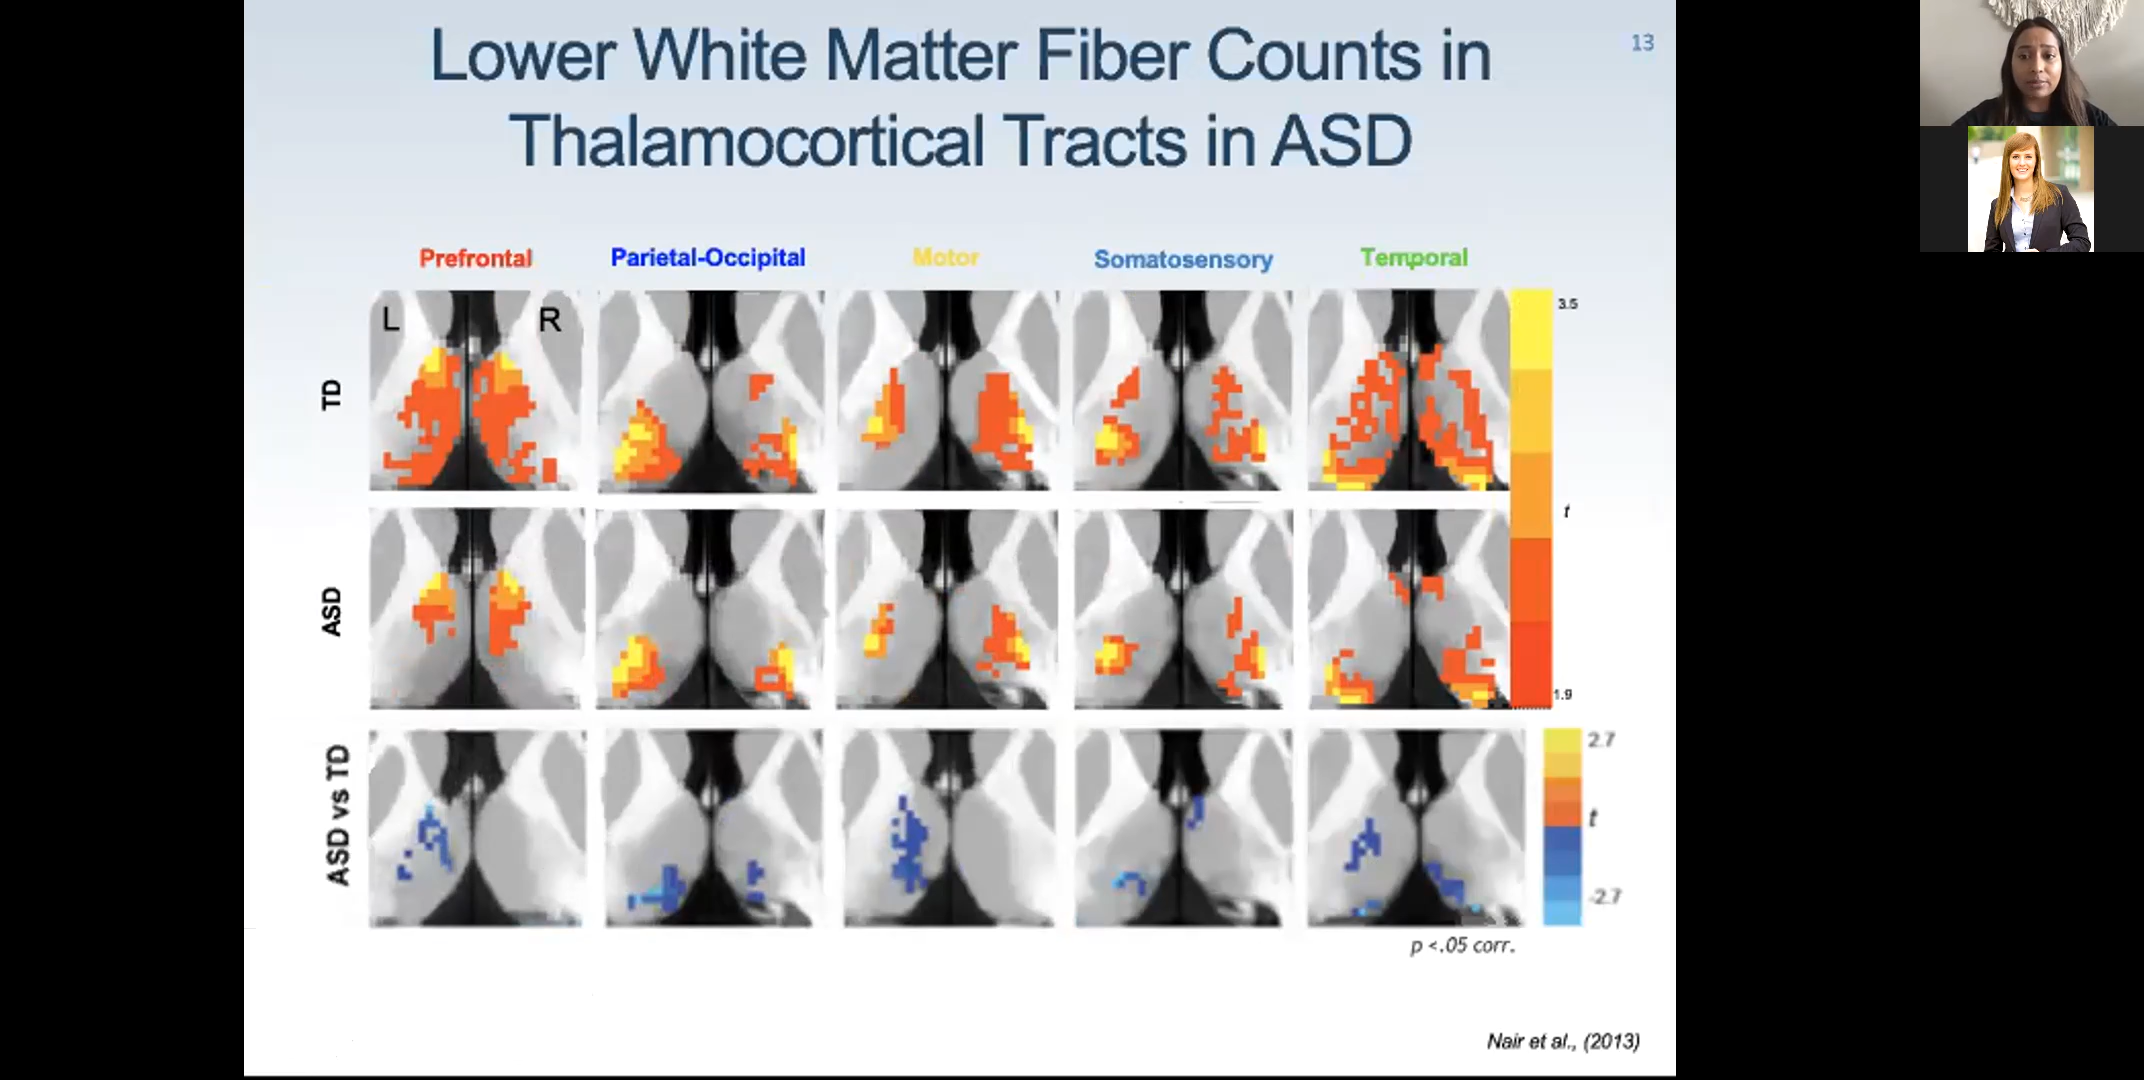 Lower White Matter Fiber Counts in
Thalamocortical Tracts in ASD
13
Prefrontal
Parietal-Occipital
Motor
Somatosensory
Temporal
L
R
TD
3.5
t
ASD
1.9
ASD vs TD
2.7
t
-2.7
p <.05 corr.
Nair et al., (2013)